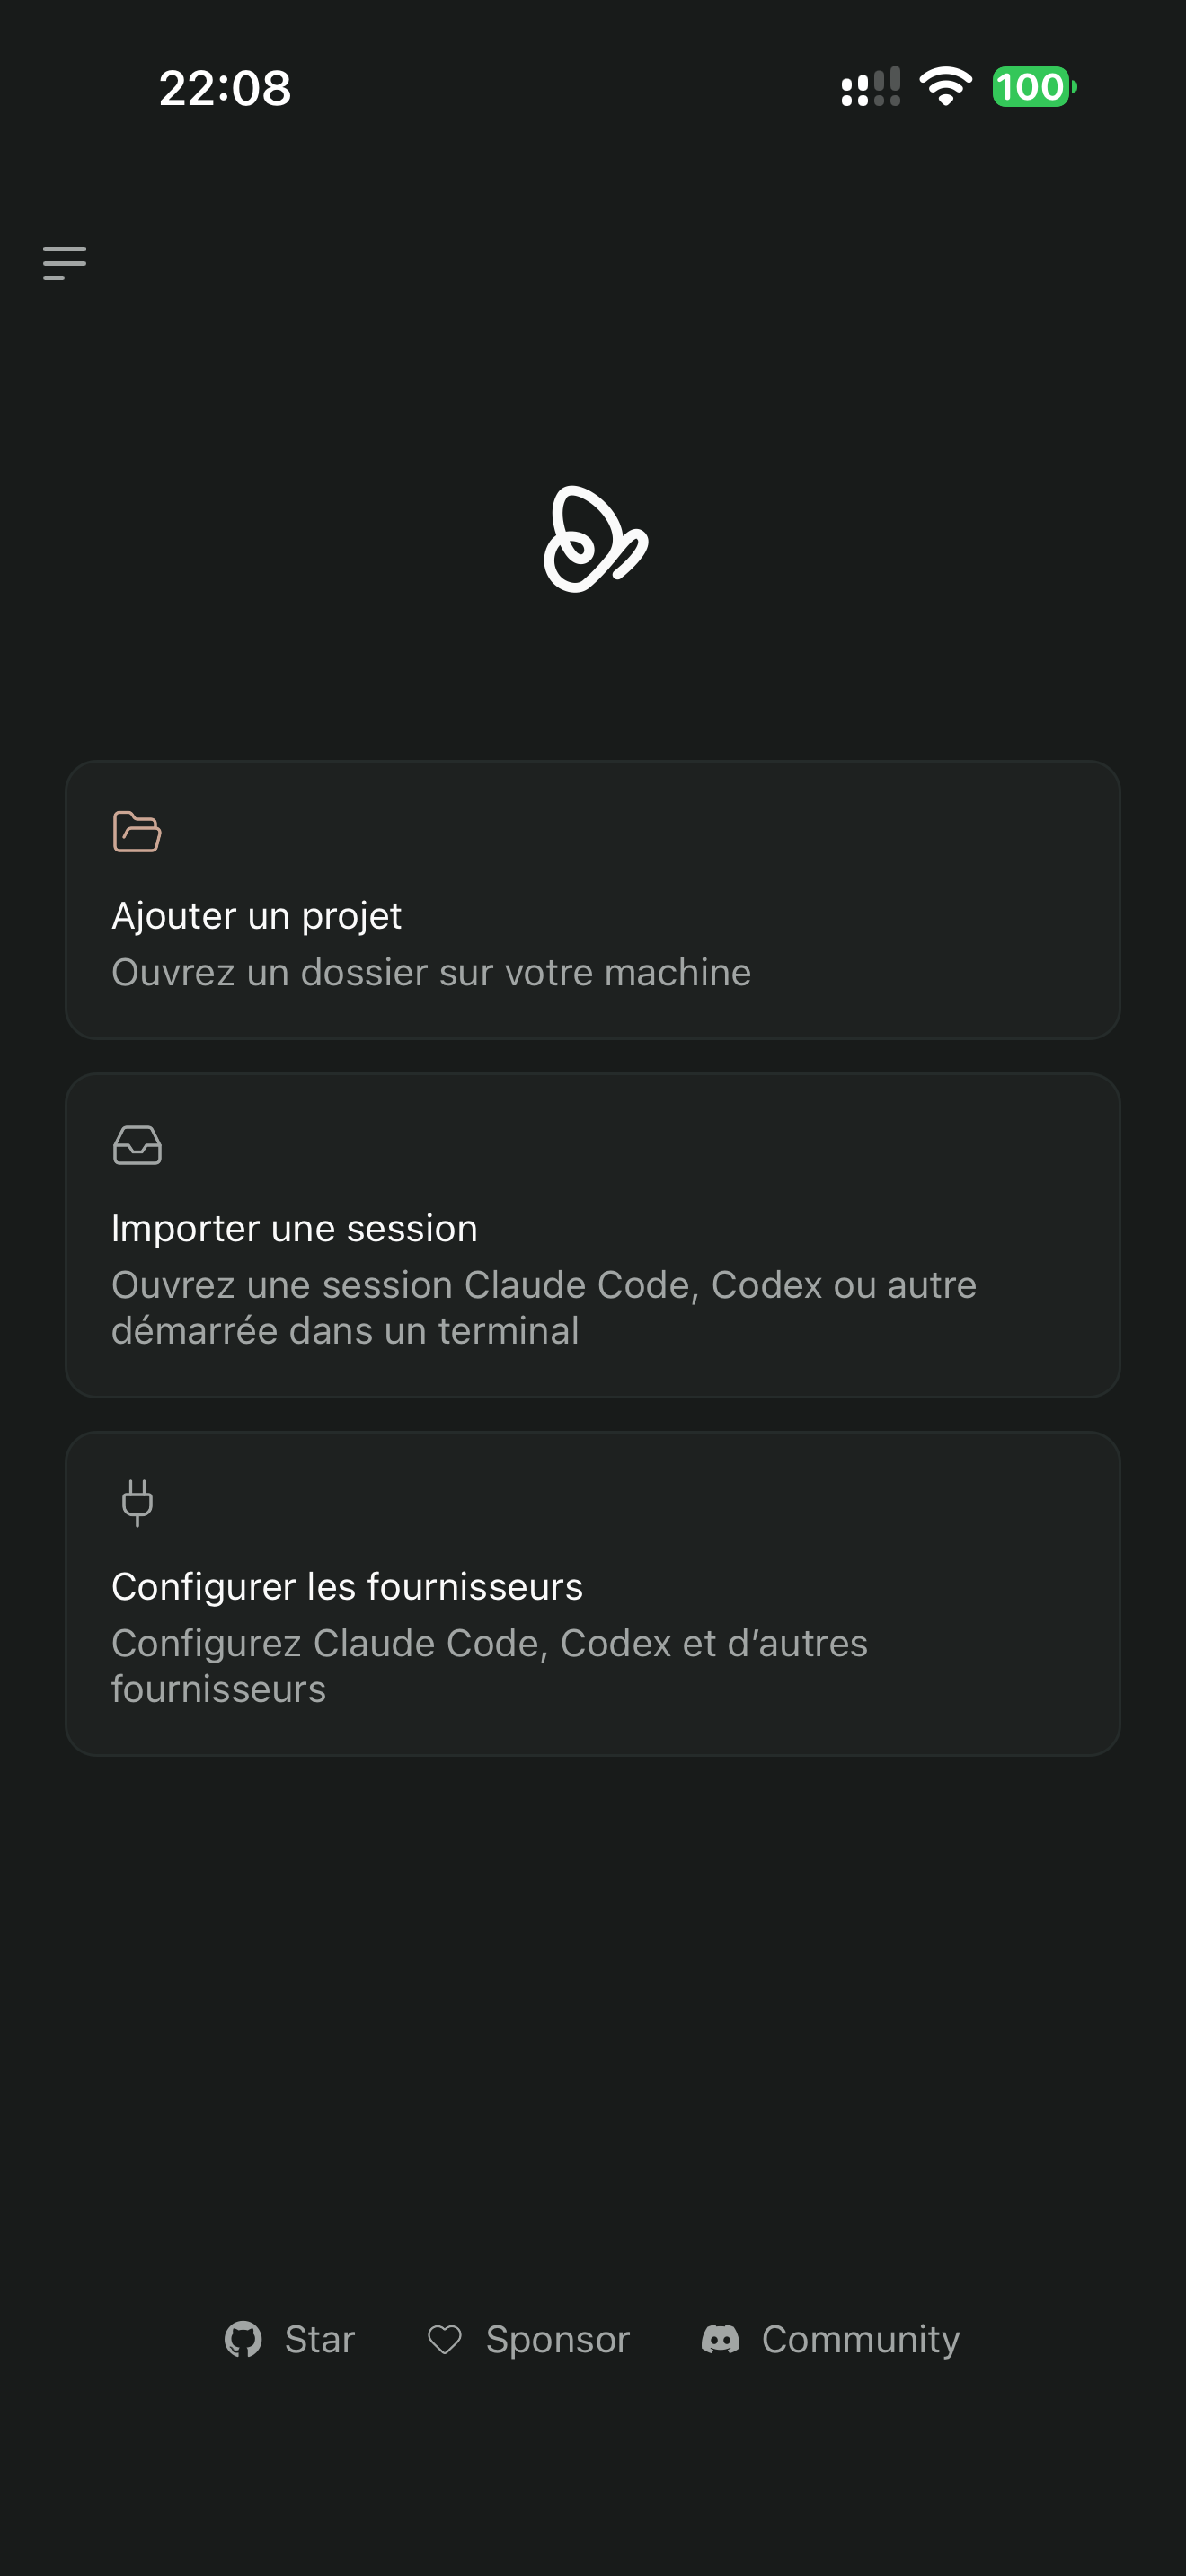 22:08
100
Ajouter un projet
Ouvrez un dossier sur votre machine
Importer une session
Ouvrez une session Claude Code, Codex ou autre
démarrée dans un terminal
Configurer les fournisseurs
Configurez Claude Code, Codex et d’autres
fournisseurs
Star
Sponsor
Community